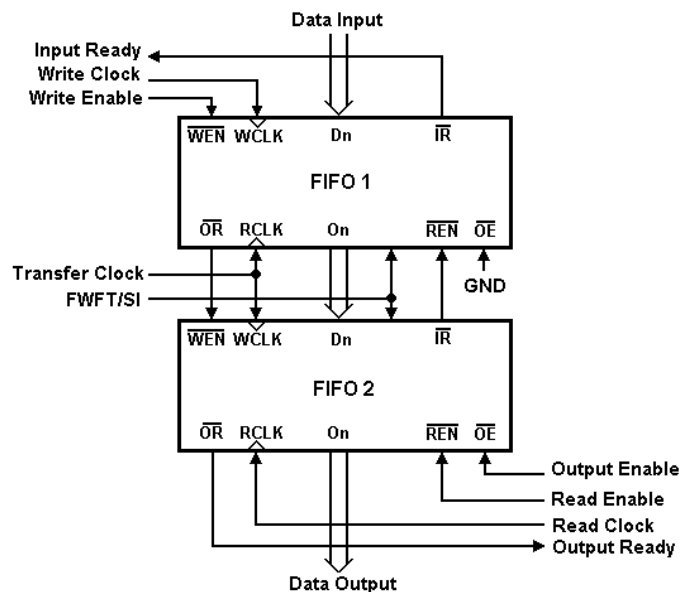 Data Input
Input Ready
Write Clock
Write Enable
WEN WCLK Dn IR
FIFO 1
OR RCLK On REN OE
Transfer Clock
FWFT/SI
GND
WEN WCLK Dn IR
FIFO 2
OR RCLK On REN OE
Output Enable
Read Enable
Read Clock
Output Ready
Data Output